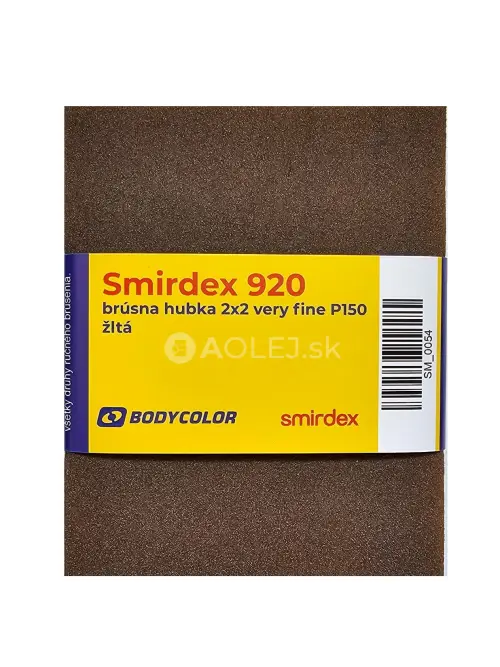 Smirdex 920
brúsna hubka 2x2 very fine P150
žltá
AOLEJ.sk
BODYCOLOR
smirdex
SM_0054
všetky druhy ručného brúsenia.